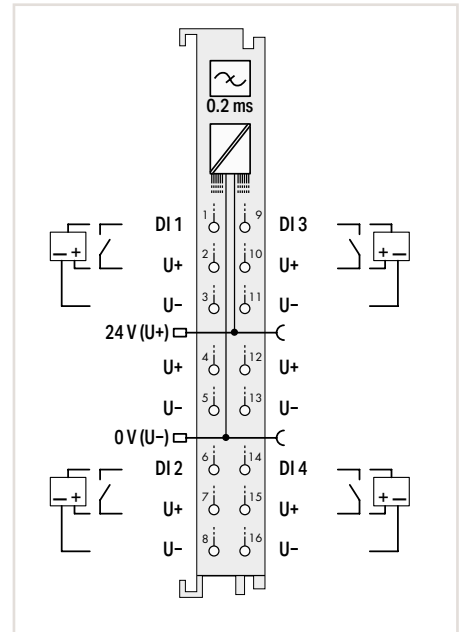 0.2 ms
DI 1 1 9 DI 3
− + U+ 2 10 U+ − +
U− 3 11 U−
24 V (U+)
U+ 4 12 U+
U− 5 13 U−
0 V (U−)
DI 2 6 14 DI 4
− + U+ 7 15 U+ − +
U− 8 16 U−